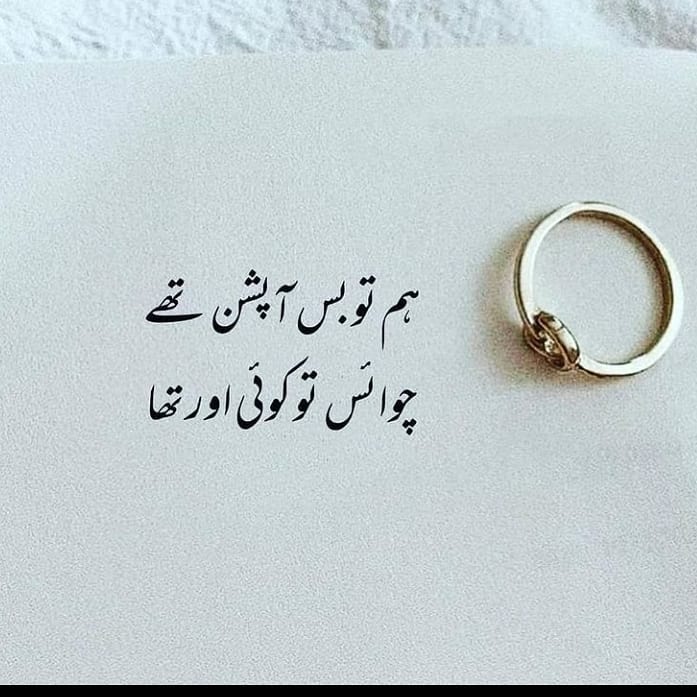 ہم تو بس آپشن تھے
چوائس تو کوئی اور تھا